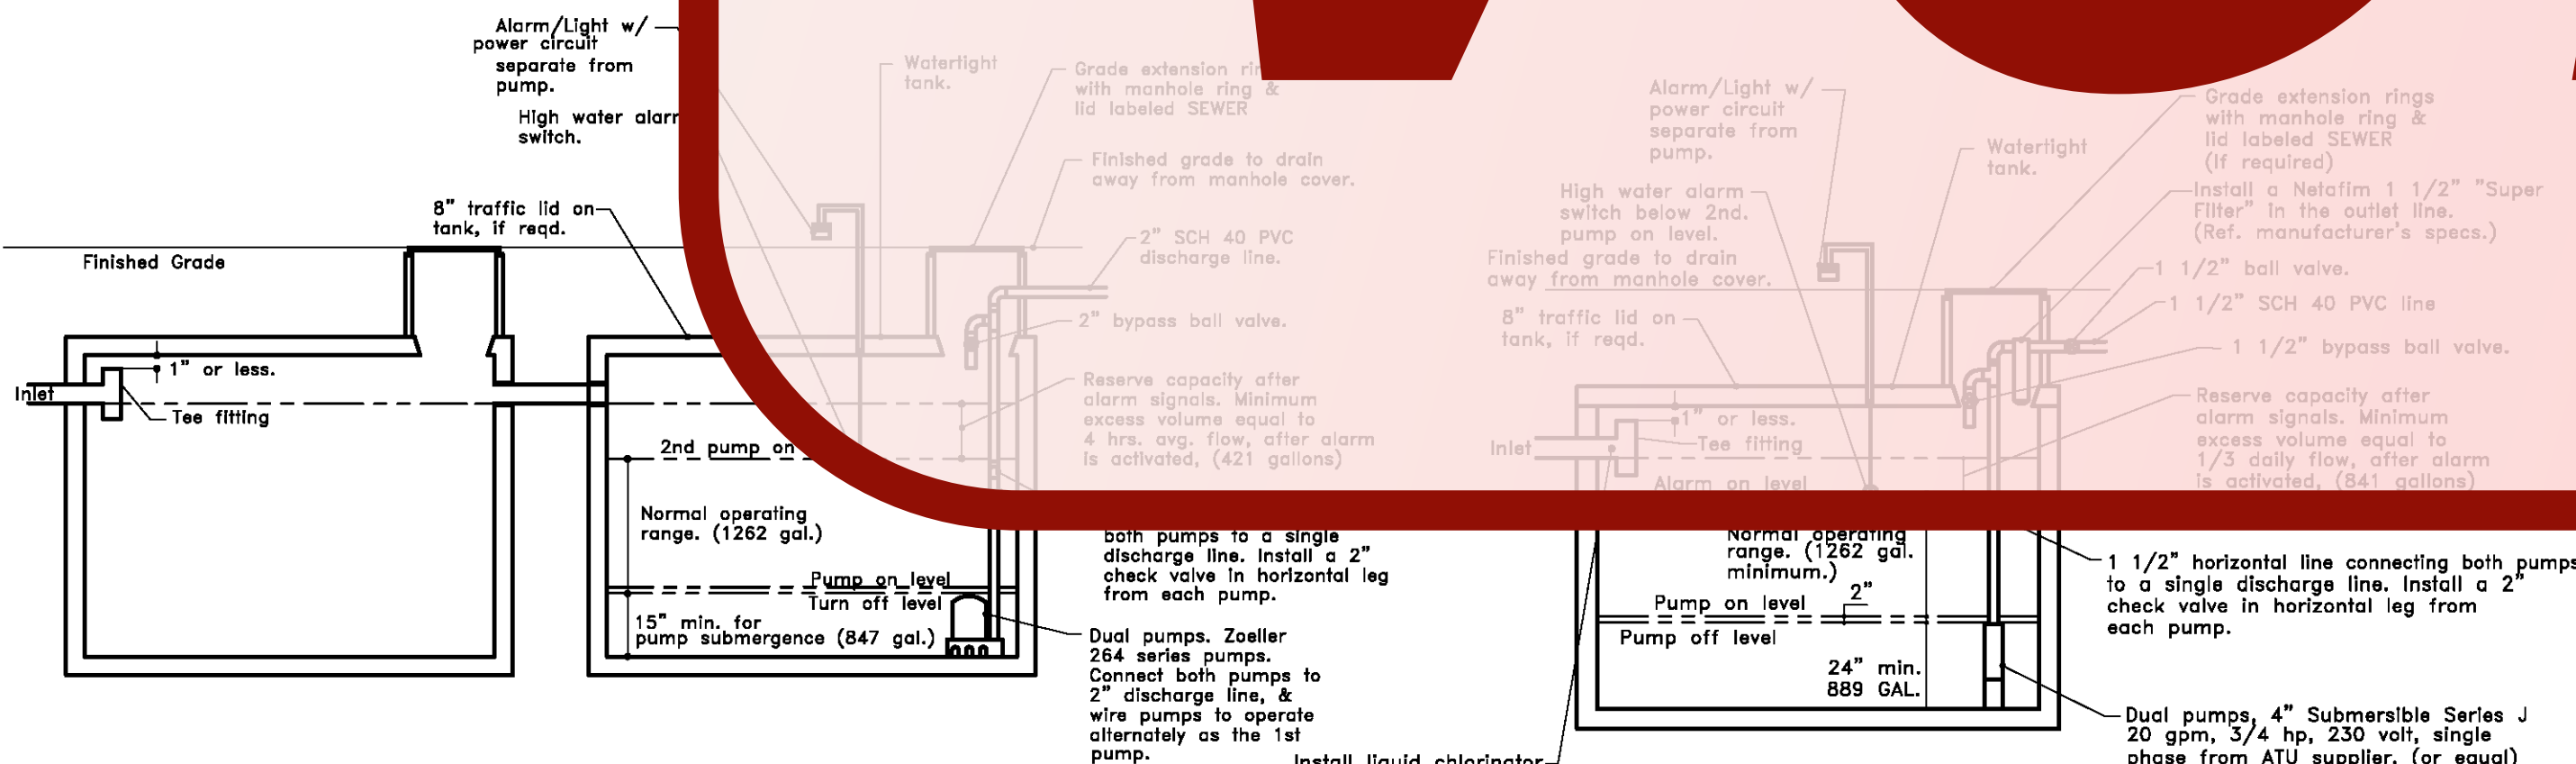 Alarm/Light w/
power circuit
separate from
pump.
High water alarm
switch.
8" traffic lid on
tank, if reqd.
Finished Grade
1" or less.
Inlet
Tee fitting
2nd pump on
Normal operating
range. (1262 gal.)
Pump on level
Turn off level
15" min. for
pump submergence (847 gal.)
Watertight
tank.
Grade extension
with manhole ring &
lid labeled SEWER
Finished grade to drain
away from manhole cover.
2" SCH 40 PVC
discharge line.
2" bypass ball valve.
Reserve capacity after
alarm signals. Minimum
excess volume equal to
4 hrs. avg. flow, after alarm
is activated, (421 gallons)
both pumps to a single
discharge line. Install a 2"
check valve in horizontal leg
from each pump.
Dual pumps. Zoeller
264 series pumps.
Connect both pumps to
2" discharge line, &
wire pumps to operate
alternately as the 1st
pump.
Alarm/Light w/
power circuit
separate from
pump.
High water alarm
switch below 2nd.
pump on level.
Finished grade to drain
away from manhole cover.
8" traffic lid on
tank, if reqd.
1" or less.
Inlet
Tee fitting
Alarm on level
Normal operating
range. (1262 gal.
minimum.)
2"
Pump on level
Pump off level
24" min.
889 GAL.
Install liquid chlorinator
Watertight
tank.
Grade extension rings
with manhole ring &
lid labeled SEWER
(If required)
Install a Netafim 1 1/2" "Super
Filter" in the outlet line.
(Ref. manufacturer's specs.)
1 1/2" ball valve.
1 1/2" SCH 40 PVC line
1 1/2" bypass ball valve.
Reserve capacity after
alarm signals. Minimum
excess volume equal to
1/3 daily flow, after alarm
is activated, (841 gallons)
1 1/2" horizontal line connecting both pumps
to a single discharge line. Install a 2"
check valve in horizontal leg from
each pump.
Dual pumps, 4" Submersible Series J
20 gpm, 3/4 hp, 230 volt, single
phase from ATU supplier. (or equal)